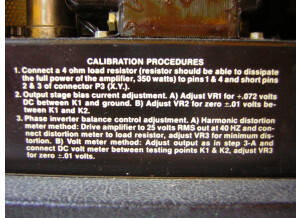 CALIBRATION PROCEDURES
1. Connect a 4 ohm load resistor (resistor should be able to dissipate
the full power of the amplifier, 350 watts) to pins 1 & 4 and short pins
2 & 3 of connector P3 (X.Y.).
2. Output stage bias current adjustment. A) Adjust VR1 for +.072 volts
DC between K1 and ground. B) Adjust VR2 for zero ±.01 volts be-
tween K1 and K2.
3. Phase inverter balance control adjustment. A) Harmonic distortion
meter method: Drive amplifier to 25 volts RMS out at 40 HZ and con-
nect distortion meter to load resistor, adjust VR3 for minimum dis-
tortion. B) Volt meter method: Adjust output as in step 3-A and
connect DC volt meter between testing points K1 & K2, adjust VR3
for zero ± .01 volts.